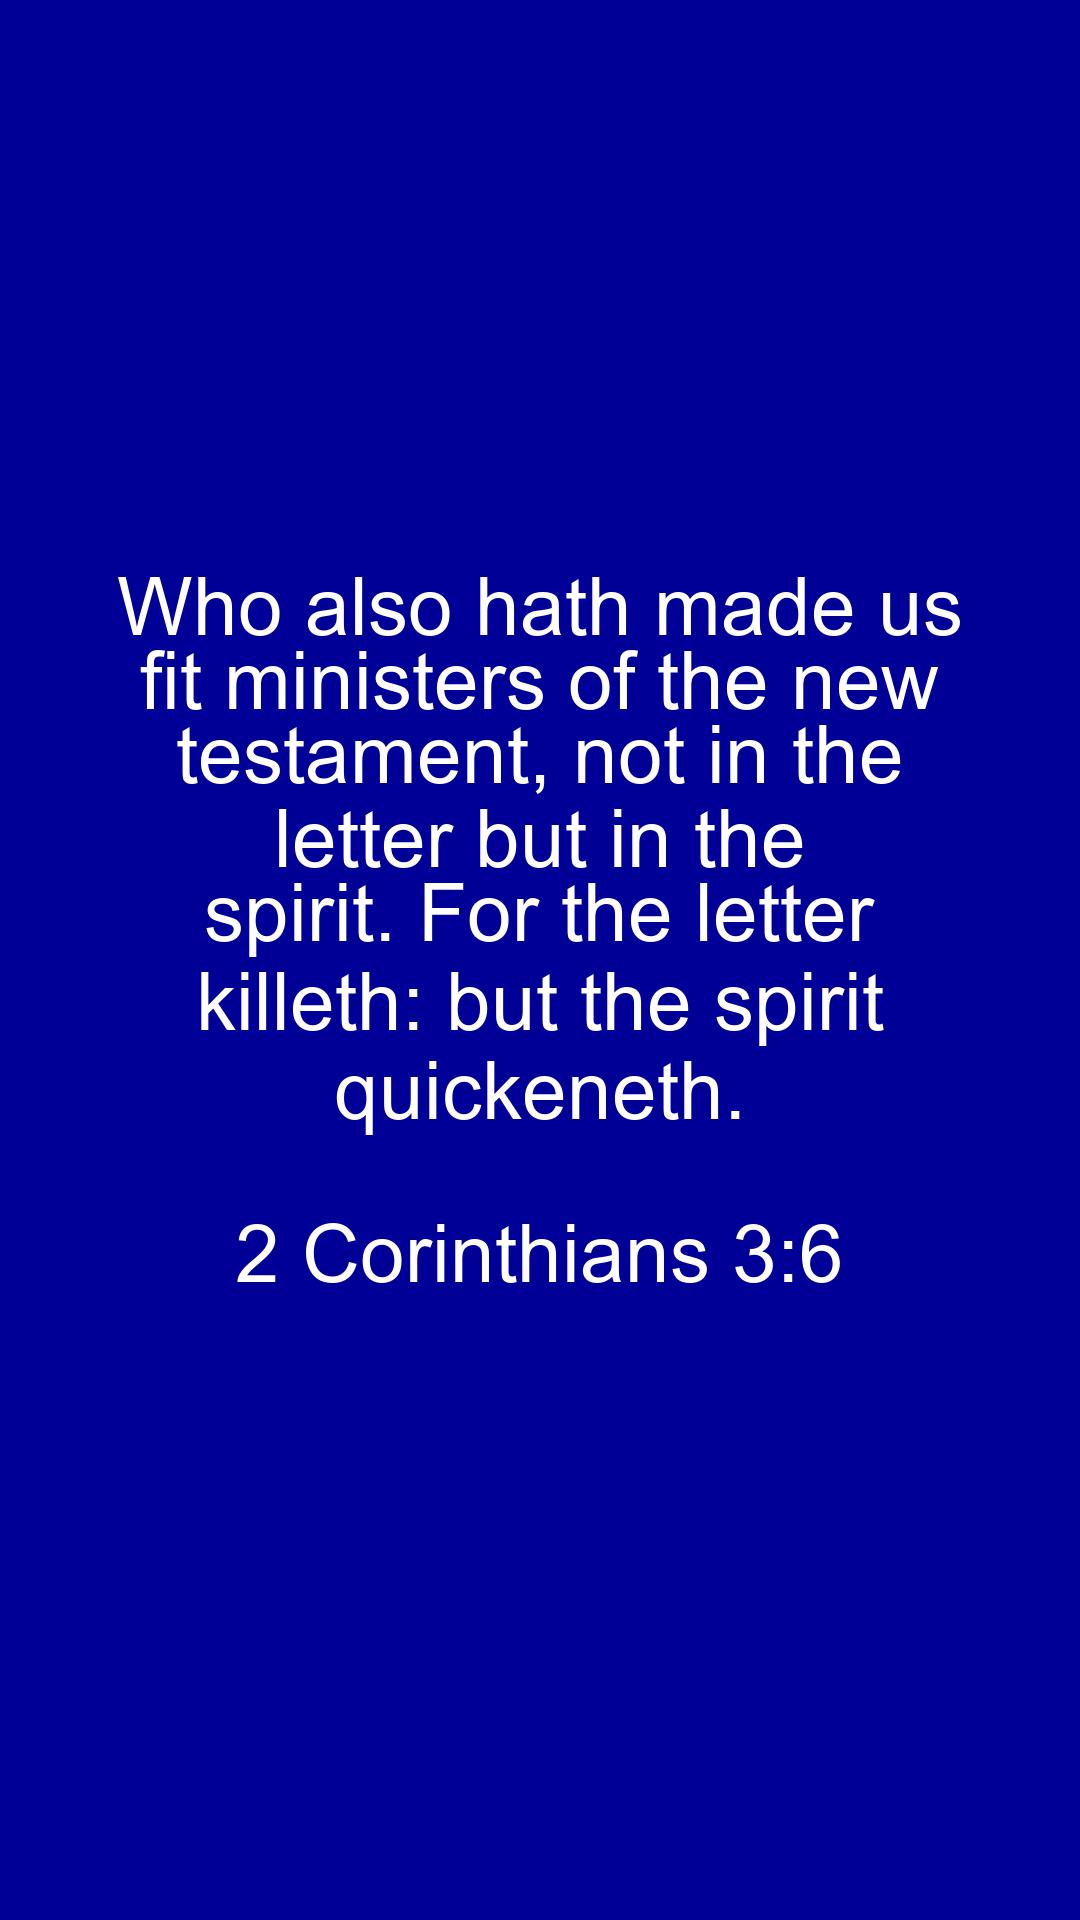 Who also hath made us
fit ministers of the new
testament, not in the
letter but in the
spirit. For the letter
killeth: but the spirit
quickeneth.
2 Corinthians 3:6